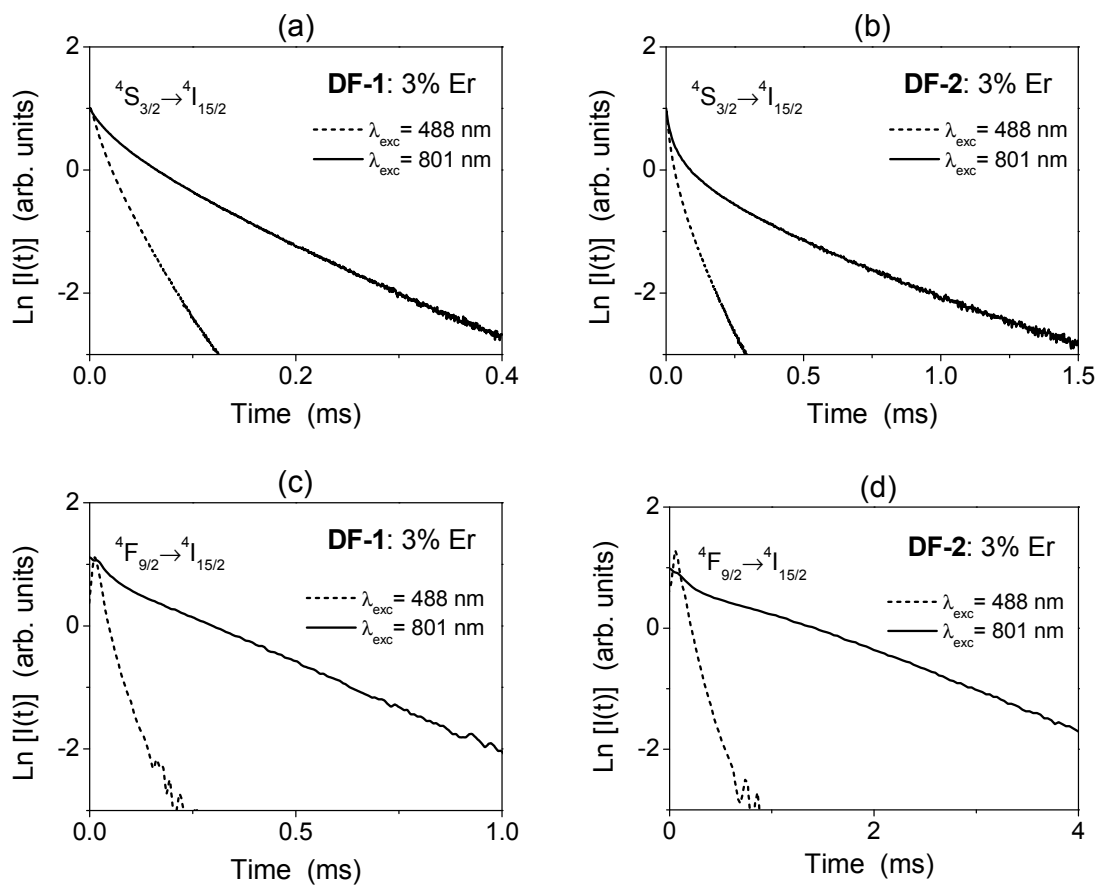 (a)
2
0
-2
Ln [I(t)] (arb. units)
⁴S₃/₂→⁴I₁₅/₂
DF-1: 3% Er
λexc= 488 nm
λexc= 801 nm
0.0 0.2 0.4
Time (ms)
(b)
2
0
-2
Ln [I(t)] (arb. units)
⁴S₃/₂→⁴I₁₅/₂
DF-2: 3% Er
λexc= 488 nm
λexc= 801 nm
0.0 0.5 1.0 1.5
Time (ms)
(c)
2
0
-2
Ln [I(t)] (arb. units)
⁴F₉/₂→⁴I₁₅/₂
DF-1: 3% Er
λexc= 488 nm
λexc= 801 nm
0.0 0.5 1.0
Time (ms)
(d)
2
0
-2
Ln [I(t)] (arb. units)
⁴F₉/₂→⁴I₁₅/₂
DF-2: 3% Er
λexc= 488 nm
λexc= 801 nm
0 2 4
Time (ms)